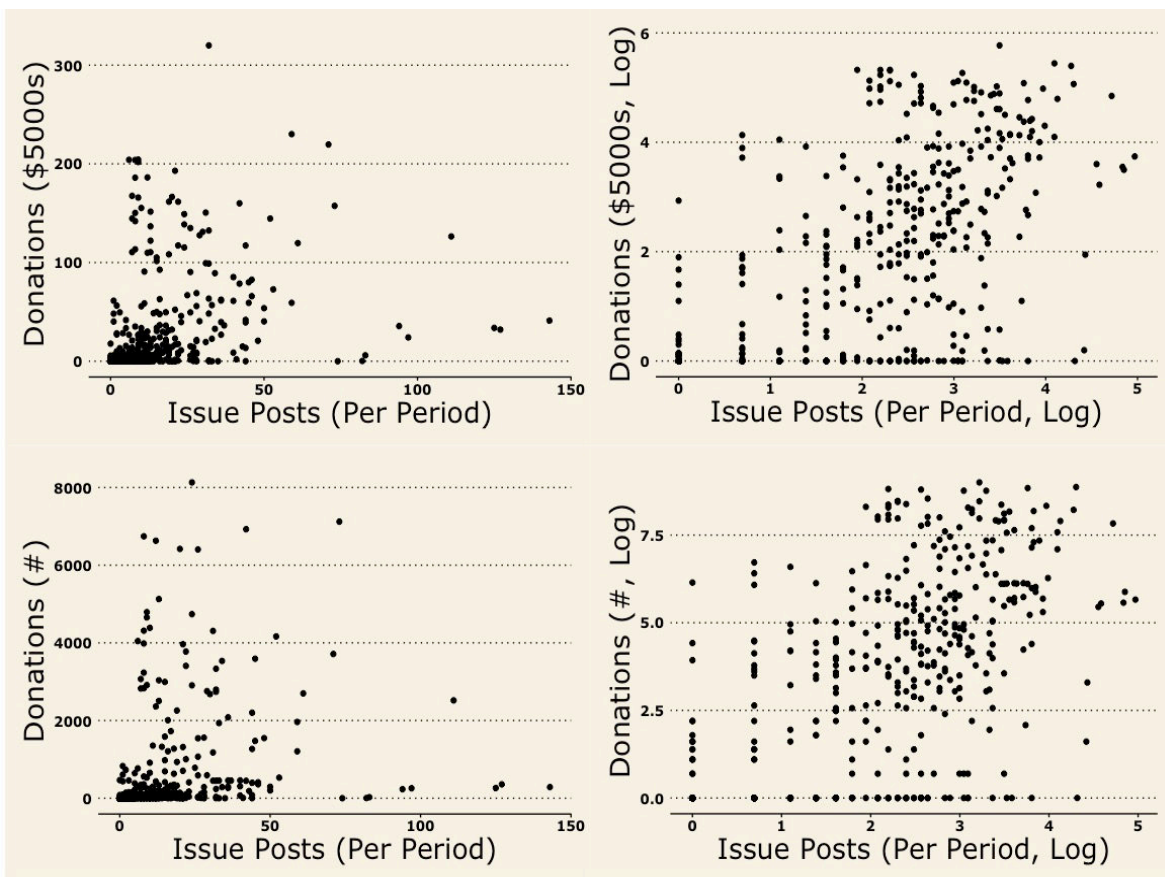 Donations ($5000s)
300
200
100
0
0 50 100 150
Issue Posts (Per Period)
Donations ($5000s, Log)
6
4
2
0
0 1 2 3 4 5
Issue Posts (Per Period, Log)
Donations (#)
8000
6000
4000
2000
0
0 50 100 150
Issue Posts (Per Period)
Donations (#, Log)
7.5
5.0
2.5
0.0
0 1 2 3 4 5
Issue Posts (Per Period, Log)